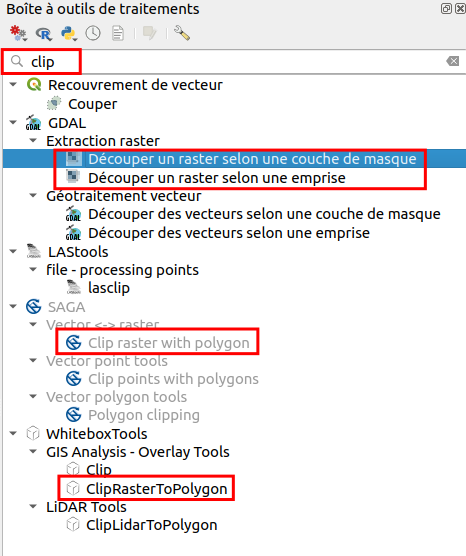 Boîte à outils de traitements
clip
Recouvrement de vecteur
Couper
GDAL
GDAL
Extraction raster
Découper un raster selon une couche de masque
Découper un raster selon une emprise
Géotraitement vecteur
GDAL
Découper des vecteurs selon une couche de masque
GDAL
Découper des vecteurs selon une emprise
LAStools
file - processing points
lasclip
SAGA
Vector <-> raster
Clip raster with polygon
Vector point tools
Clip points with polygons
Vector polygon tools
Polygon clipping
WhiteboxTools
GIS Analysis - Overlay Tools
Clip
ClipRasterToPolygon
LiDAR Tools
ClipLidarToPolygon